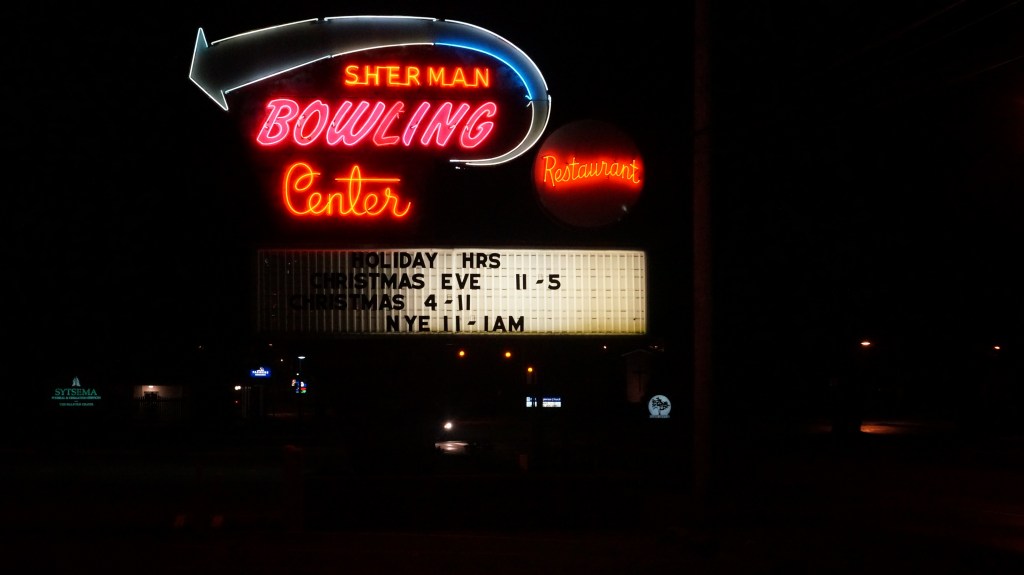 SHERMAN
BOWLING
Center
Restaurant
HOLIDAY HRS
CHRISTMAS EVE 11-5
CHRISTMAS 4-11
NYE 11-1AM
SYTSEMA